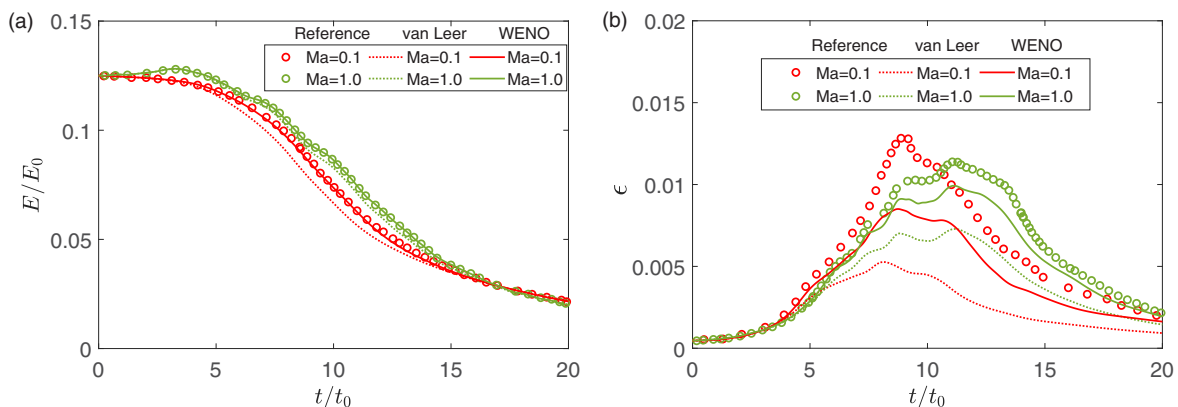 (a)
0.15
0.1
0.05
0
E/E₀
Reference van Leer WENO
Ma=0.1 Ma=0.1 Ma=0.1
Ma=1.0 Ma=1.0 Ma=1.0
0 5 10 15 20
t/t₀
(b)
0.02
0.015
0.01
0.005
0
ϵ
Reference van Leer WENO
Ma=0.1 Ma=0.1 Ma=0.1
Ma=1.0 Ma=1.0 Ma=1.0
0 5 10 15 20
t/t₀